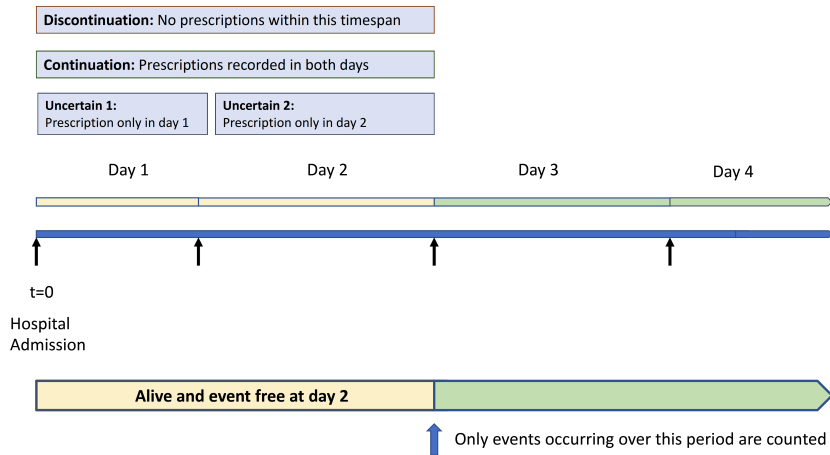 Discontinuation: No prescriptions within this timespan
Continuation: Prescriptions recorded in both days
Uncertain 1:
Prescription only in day 1
Uncertain 2:
Prescription only in day 2
Day 1
Day 2
Day 3
Day 4
t=0
Hospital
Admission
Alive and event free at day 2
Only events occurring over this period are counted